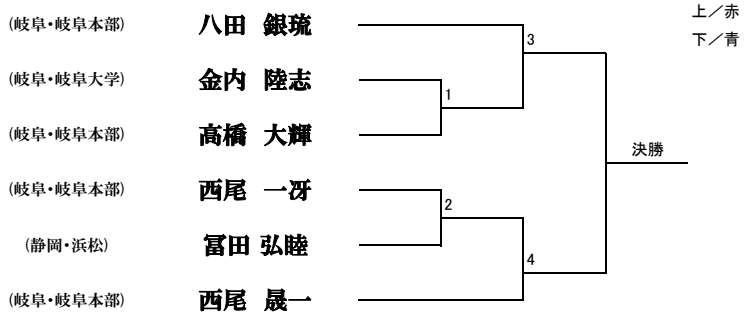 上／赤
下／青
(岐阜・岐阜本部) 八田 銀琉
3
(岐阜・岐阜大学) 金内 陸志
1
(岐阜・岐阜本部) 髙橋 大輝
決勝
(岐阜・岐阜本部) 西尾 一冴
2
(静岡・浜松) 冨田 弘睦
4
(岐阜・岐阜本部) 西尾 晟一